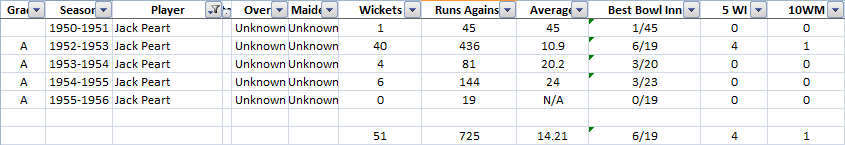 Grad Season Player Over Maide Wickets Runs Agains Average Best Bowl Inn 5 WI 10WM
1950-1951 Jack Peart Unknown Unknown 1 45 45 1/45 0 0
A 1952-1953 Jack Peart Unknown Unknown 40 436 10.9 6/19 4 1
A 1953-1954 Jack Peart Unknown Unknown 4 81 20.2 3/20 0 0
A 1954-1955 Jack Peart Unknown Unknown 6 144 24 3/23 0 0
A 1955-1956 Jack Peart Unknown Unknown 0 19 N/A 0/19 0 0
51 725 14.21 6/19 4 1